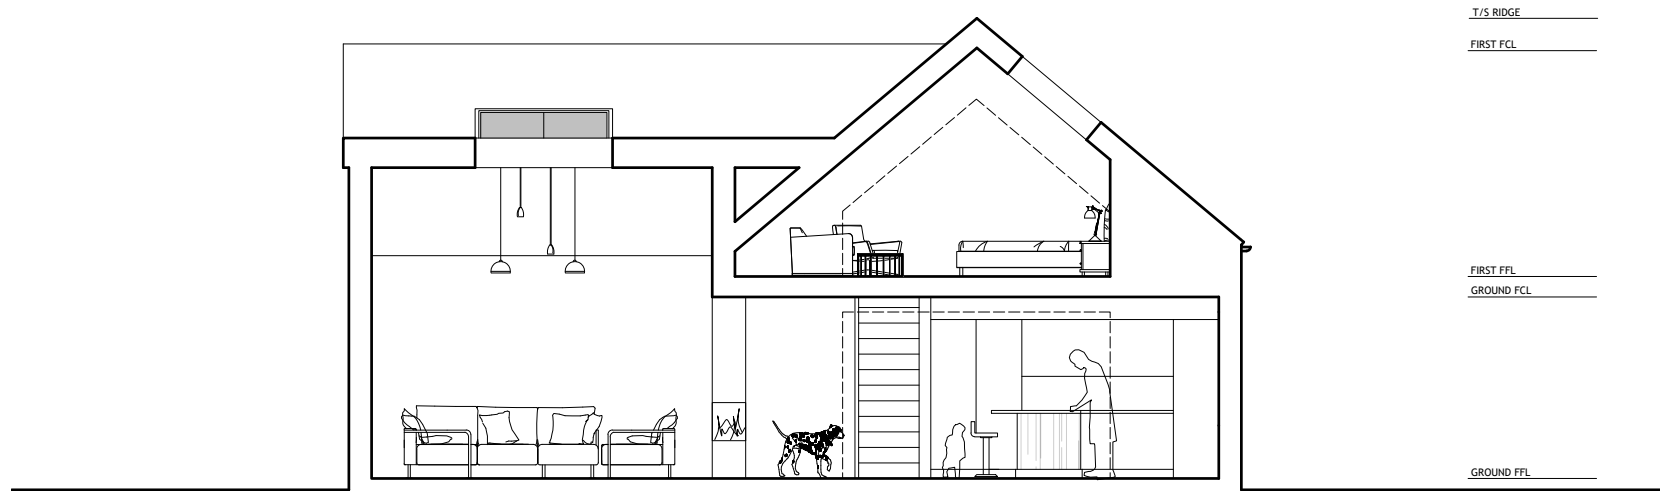 T/S RIDGE
FIRST FCL
FIRST FFL
GROUND FCL
GROUND FFL